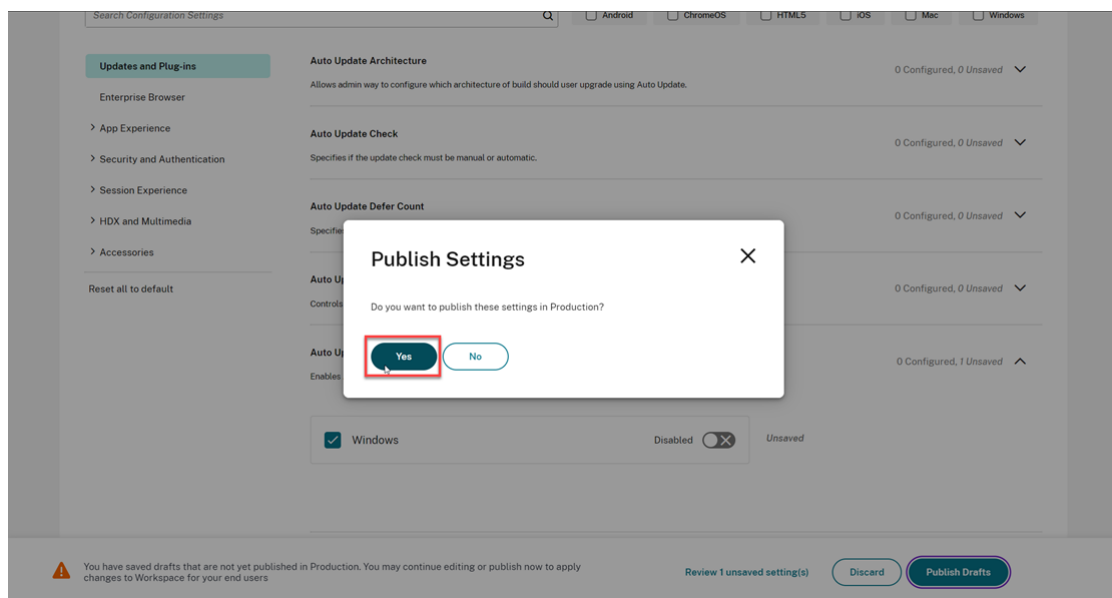 Search Configuration Settings
Android
ChromeOS
HTML5
iOS
Mac
Windows
Updates and Plug-ins
Enterprise Browser
App Experience
Security and Authentication
Session Experience
HDX and Multimedia
Accessories
Reset all to default
Auto Update Architecture
0 Configured, 0 Unsaved
Allows admin way to configure which architecture of build should user upgrade using Auto Update.
Auto Update Check
0 Configured, 0 Unsaved
Specifies if the update check must be manual or automatic.
Auto Update Defer Count
0 Configured, 0 Unsaved
Auto
0 Configured, 0 Unsaved
Controls
Auto
0 Configured, 1 Unsaved
Enables
Publish Settings
Do you want to publish these settings in Production?
Yes
No
Windows
Disabled
Unsaved
You have saved drafts that are not yet published in Production. You may continue editing or publish now to apply
changes to Workspace for your end users
Review 1 unsaved setting(s)
Discard
Publish Drafts